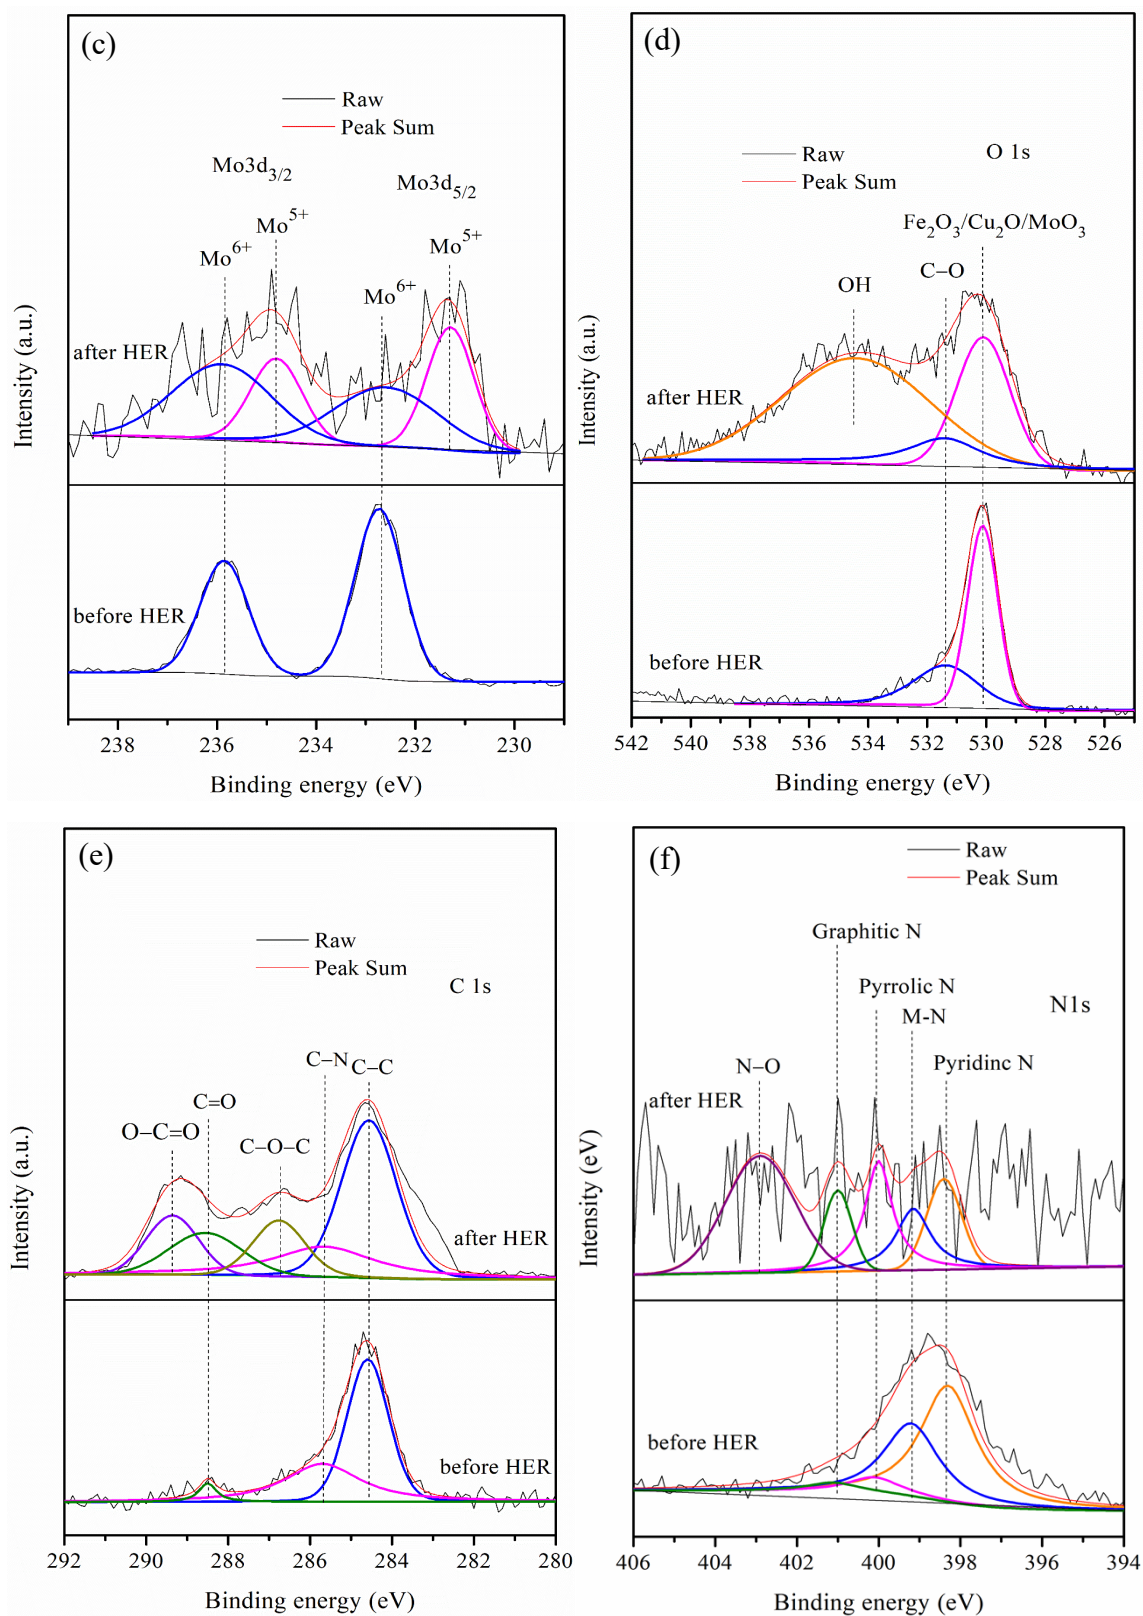 (c)
Raw
Peak Sum
Mo3d3/2
Mo3d5/2
Mo5+
Mo5+
Mo6+
Mo6+
after HER
before HER
Intensity (a.u.)
238 236 234 232 230
Binding energy (eV)
(d)
Raw
Peak Sum
O 1s
Fe2O3/Cu2O/MoO3
C–O
OH
after HER
before HER
Intensity (a.u.)
542 540 538 536 534 532 530 528 526
Binding energy (eV)
(e)
Raw
Peak Sum
C 1s
C–N
C–C
C=O
O–C=O
C–O–C
after HER
before HER
Intensity (a.u.)
292 290 288 286 284 282 280
Binding energy (eV)
(f)
Raw
Peak Sum
Graphitic N
Pyrrolic N
N1s
M-N
N–O
Pyridinc N
after HER
before HER
Intensity (eV)
406 404 402 400 398 396 394
Binding energy (eV)